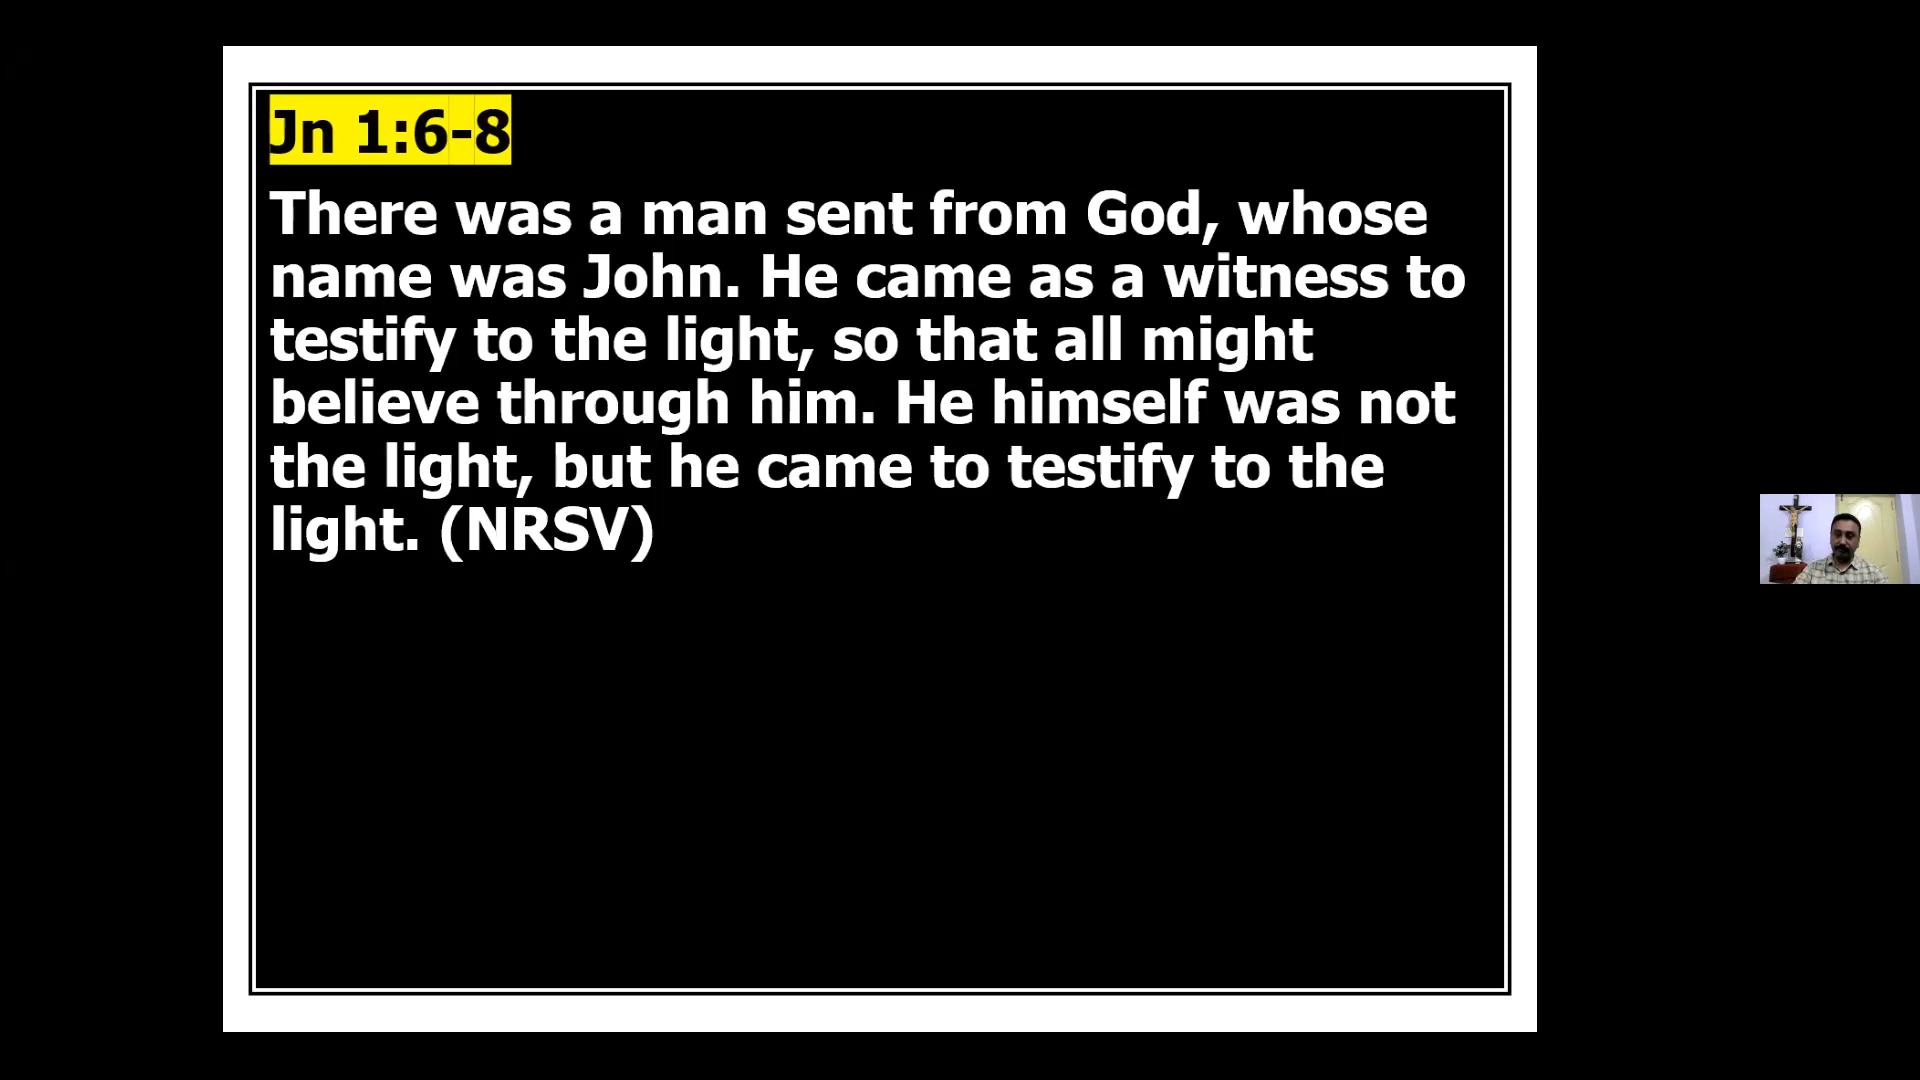 Jn 1:6-8
There was a man sent from God, whose
name was John. He came as a witness to
testify to the light, so that all might
believe through him. He himself was not
the light, but he came to testify to the
light. (NRSV)